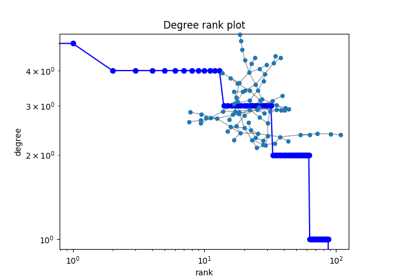 Degree rank plot
degree
4 × 10⁰
3 × 10⁰
2 × 10⁰
10⁰
10⁰
10¹
10²
rank